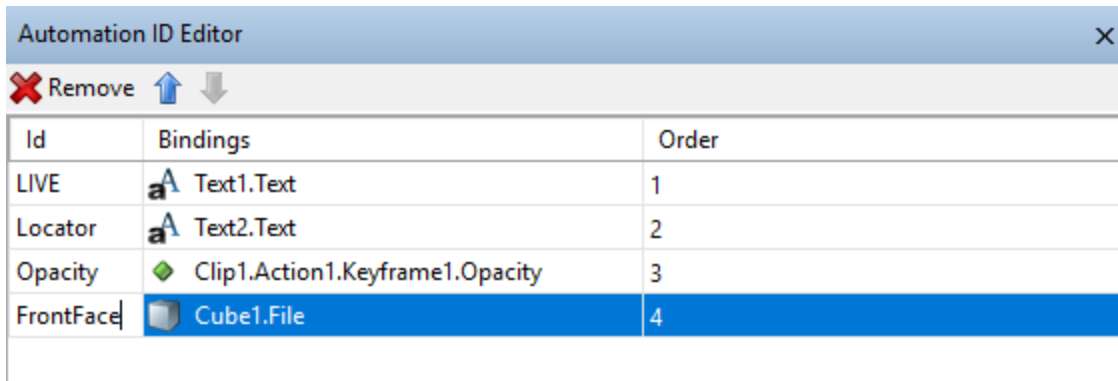 Automation ID Editor
Remove
Id Bindings Order
LIVE Text1.Text 1
Locator Text2.Text 2
Opacity Clip1.Action1.Keyframe1.Opacity 3
FrontFace Cube1.File 4